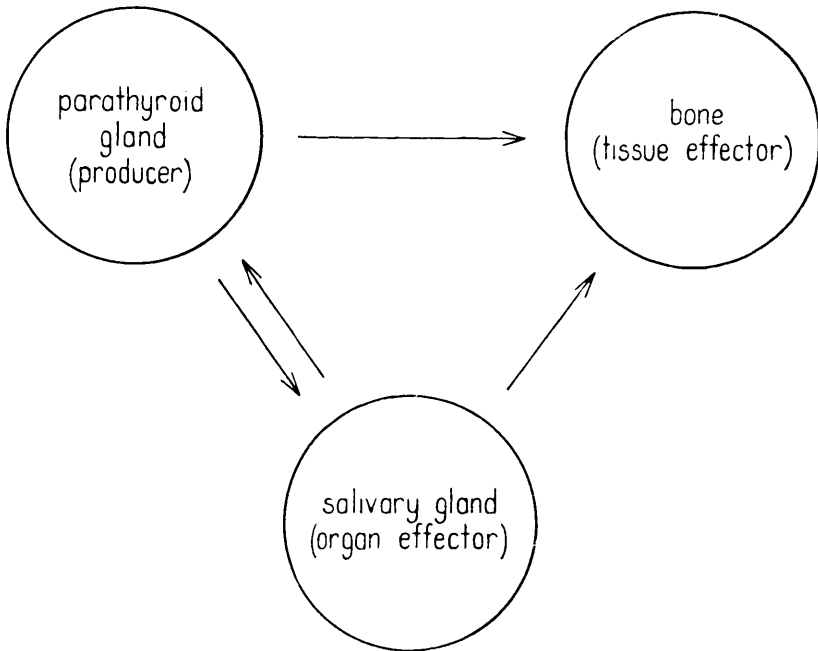 parathyroid
gland
(producer)
bone
(tissue effector)
salivary gland
(organ effector)